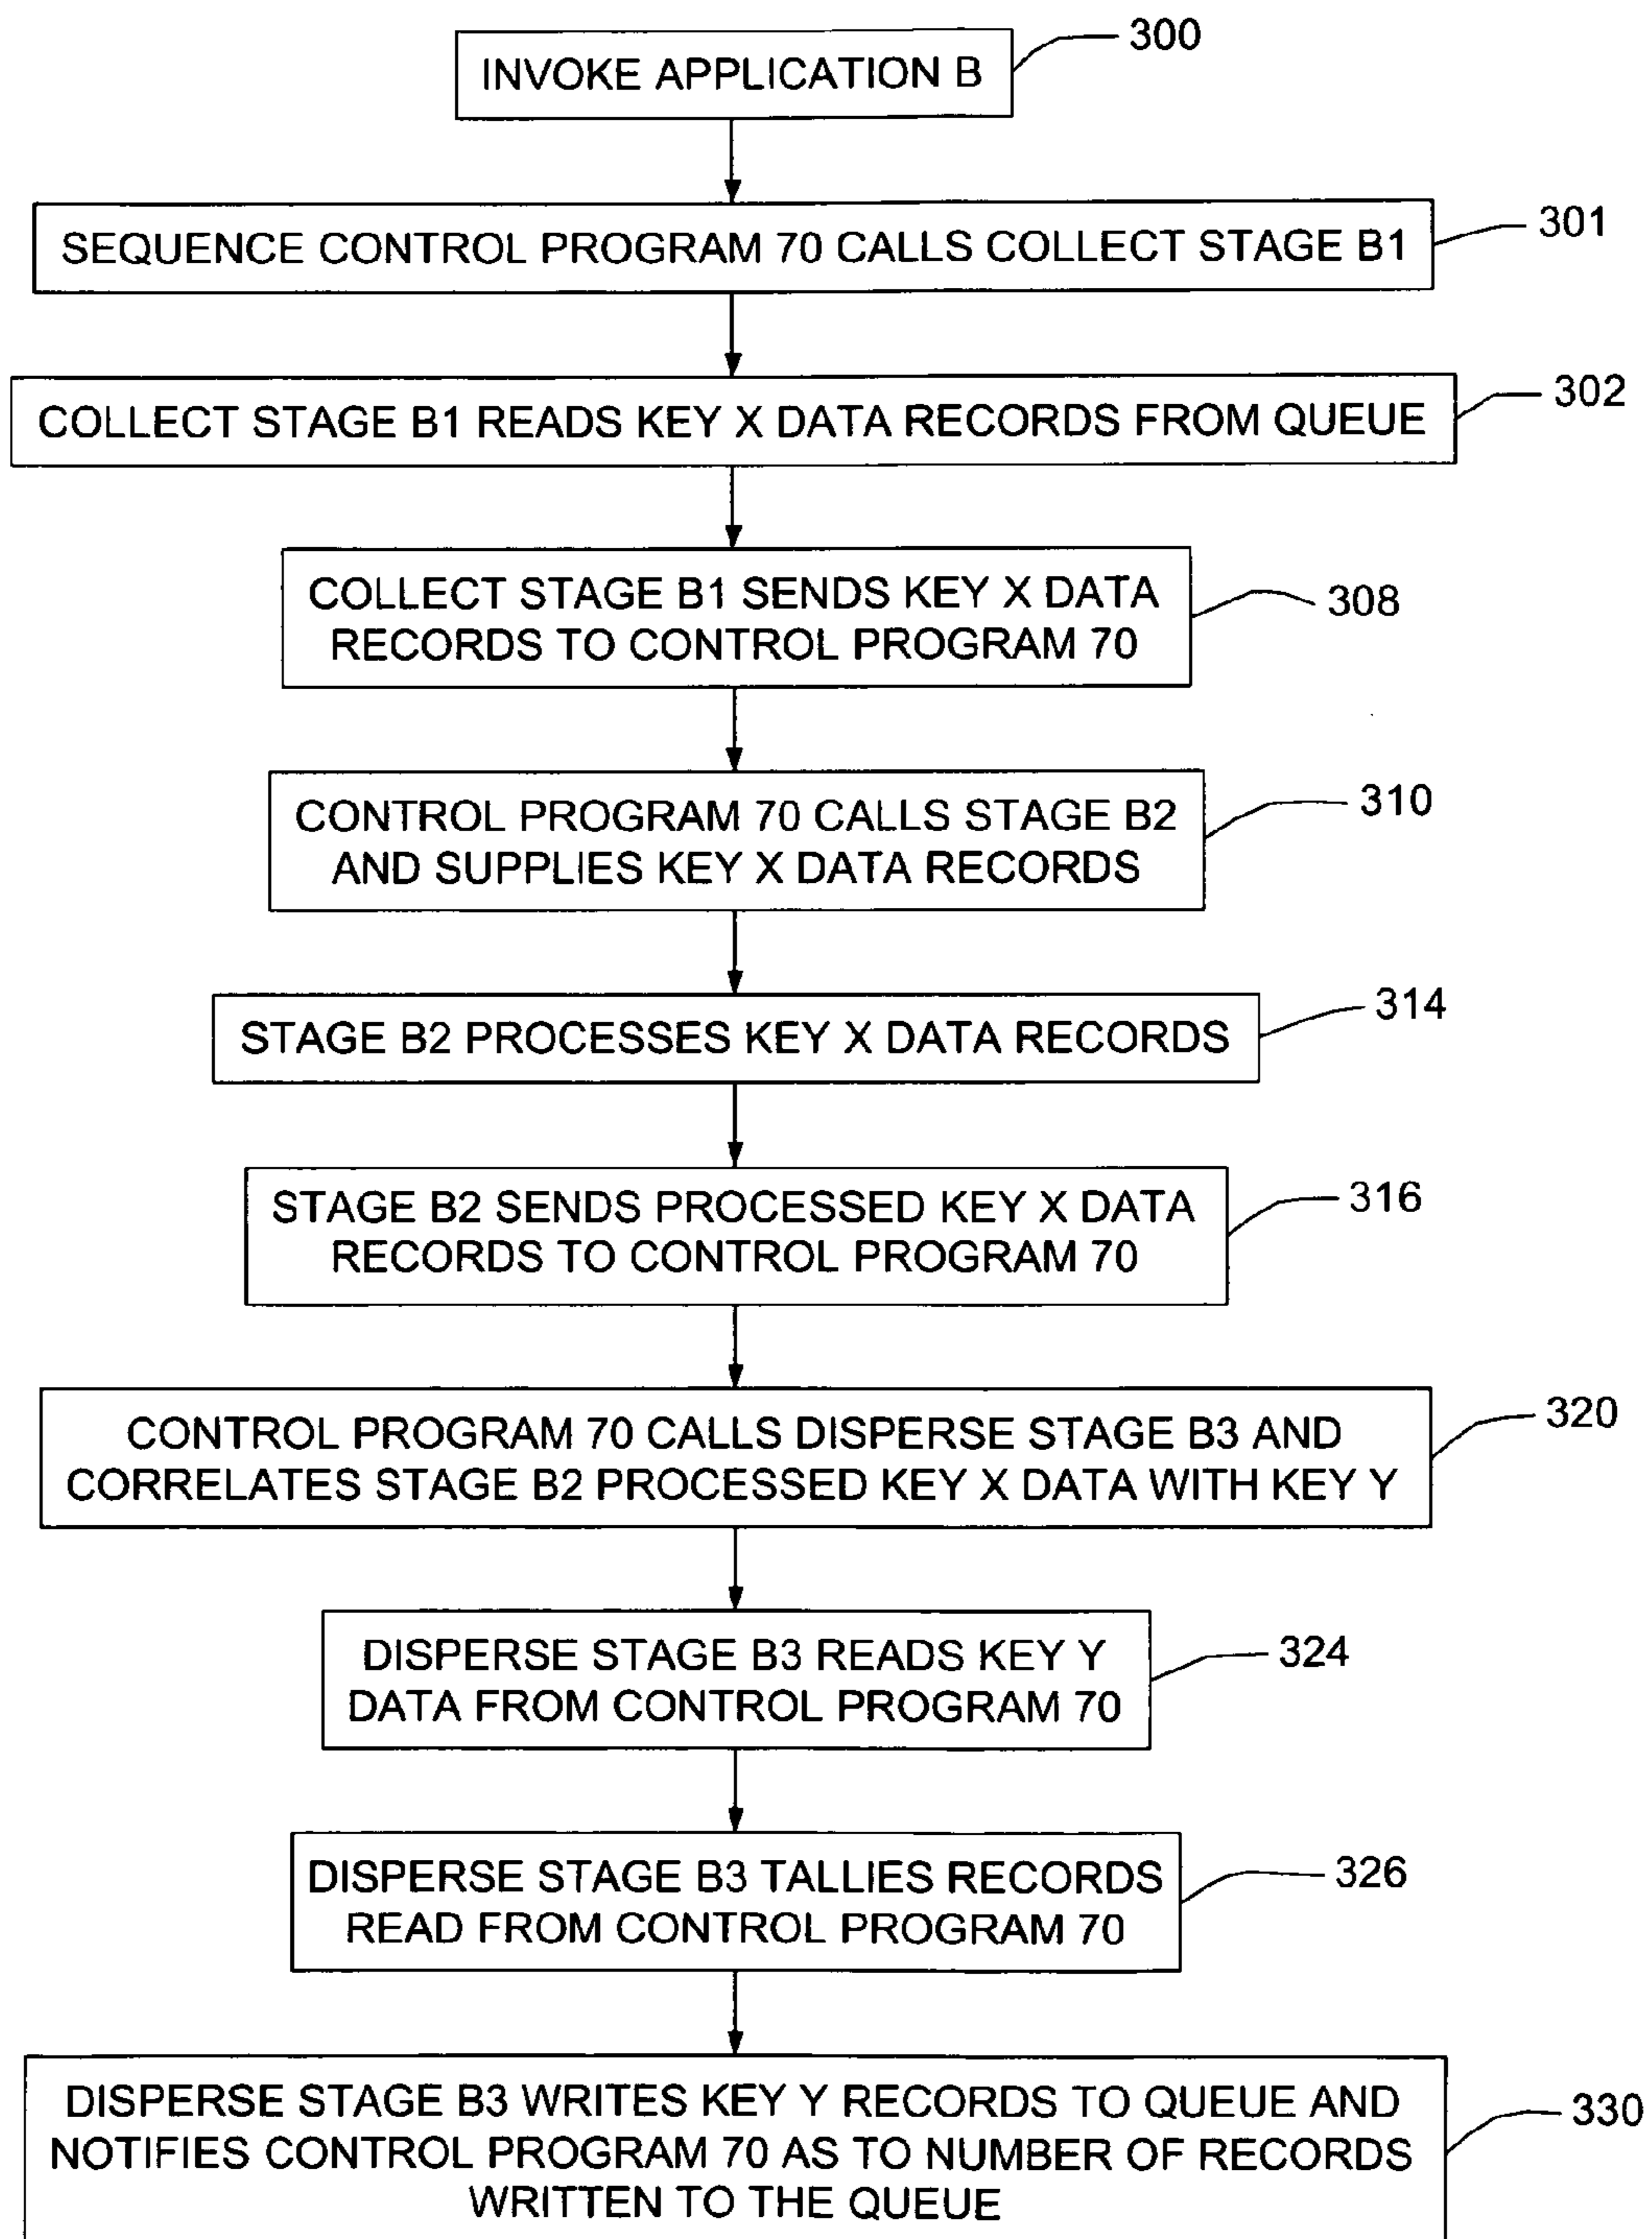 300
INVOKE APPLICATION B
301
SEQUENCE CONTROL PROGRAM 70 CALLS COLLECT STAGE B1
302
COLLECT STAGE B1 READS KEY X DATA RECORDS FROM QUEUE
COLLECT STAGE B1 SENDS KEY X DATA
308
RECORDS TO CONTROL PROGRAM 70
310
CONTROL PROGRAM 70 CALLS STAGE B2
AND SUPPLIES KEY X DATA RECORDS
314
STAGE B2 PROCESSES KEY X DATA RECORDS
316
STAGE B2 SENDS PROCESSED KEY X DATA
RECORDS TO CONTROL PROGRAM 70
320
CONTROL PROGRAM 70 CALLS DISPERSE STAGE B3 AND
CORRELATES STAGE B2 PROCESSED KEY X DATA WITH KEY Y
324
DISPERSE STAGE B3 READS KEY Y
DATA FROM CONTROL PROGRAM 70
326
DISPERSE STAGE B3 TALLIES RECORDS
READ FROM CONTROL PROGRAM 70
330
DISPERSE STAGE B3 WRITES KEY Y RECORDS TO QUEUE AND
NOTIFIES CONTROL PROGRAM 70 AS TO NUMBER OF RECORDS
WRITTEN TO THE QUEUE